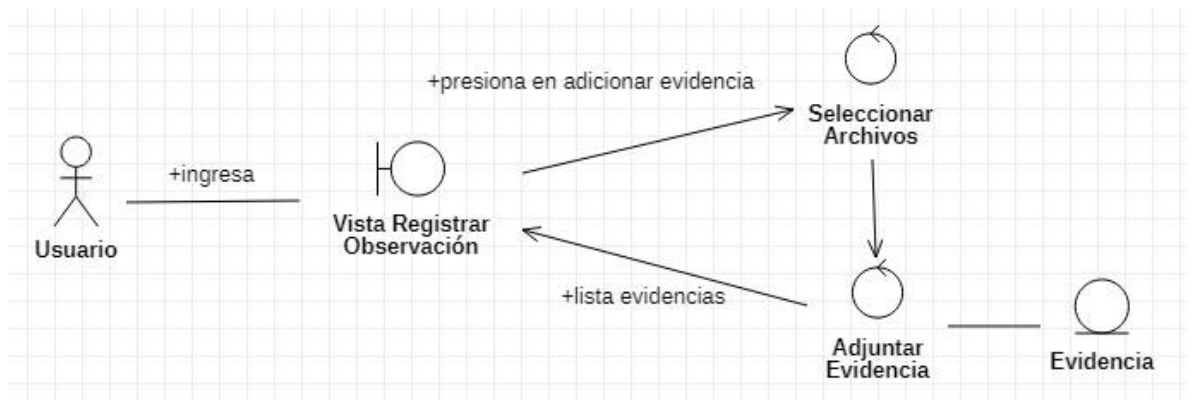 +presiona en adicionar evidencia
Seleccionar
Archivos
+ingresa
Vista Registrar
Observación
Usuario
+lista evidencias
Adjuntar
Evidencia
Evidencia